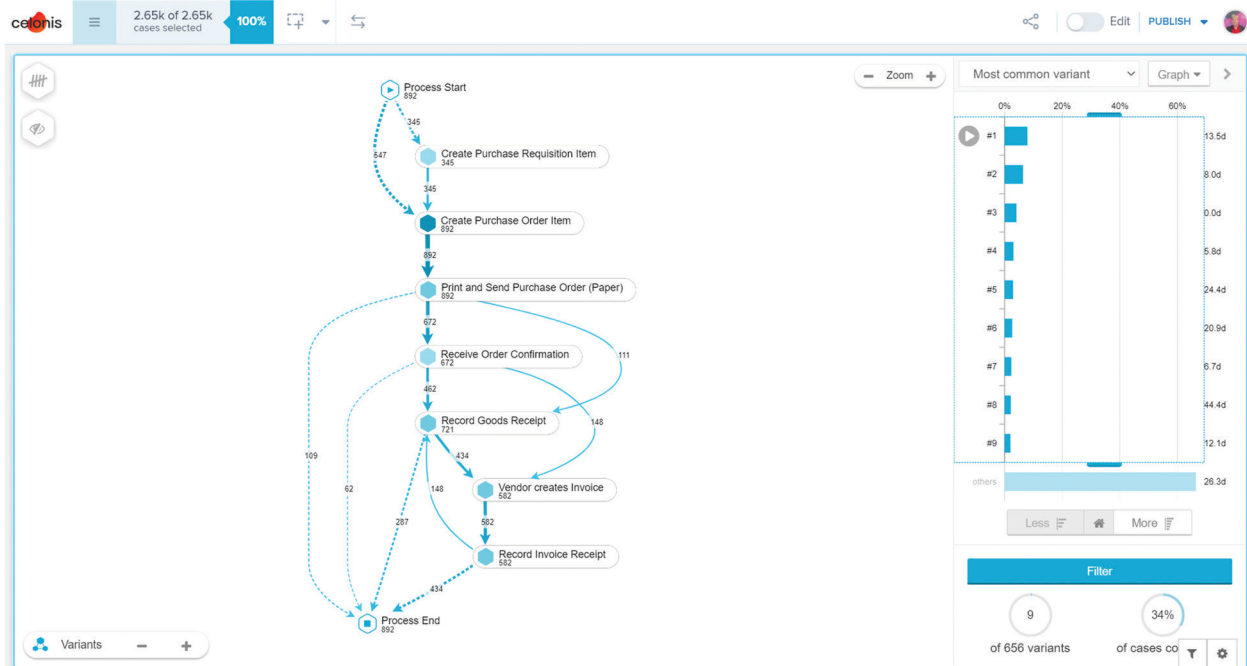 celonis
2.65k of 2.65k
cases selected
100%
Edit
PUBLISH
Zoom
Process Start
892
345
547
Create Purchase Requisition Item
345
345
Create Purchase Order Item
892
892
Print and Send Purchase Order (Paper)
892
672
111
Receive Order Confirmation
672
462
148
Record Goods Receipt
721
109
62
287
148
434
Vendor creates Invoice
582
582
Record Invoice Receipt
582
434
Process End
892
Variants
Most common variant
Graph
0% 20% 40% 60%
#1 13.5d
#2 8.0d
#3 0.0d
#4 5.8d
#5 24.4d
#6 20.9d
#7 6.7d
#8 44.4d
#9 12.1d
others 26.3d
Less
More
Filter
9
of 656 variants
34%
of cases co